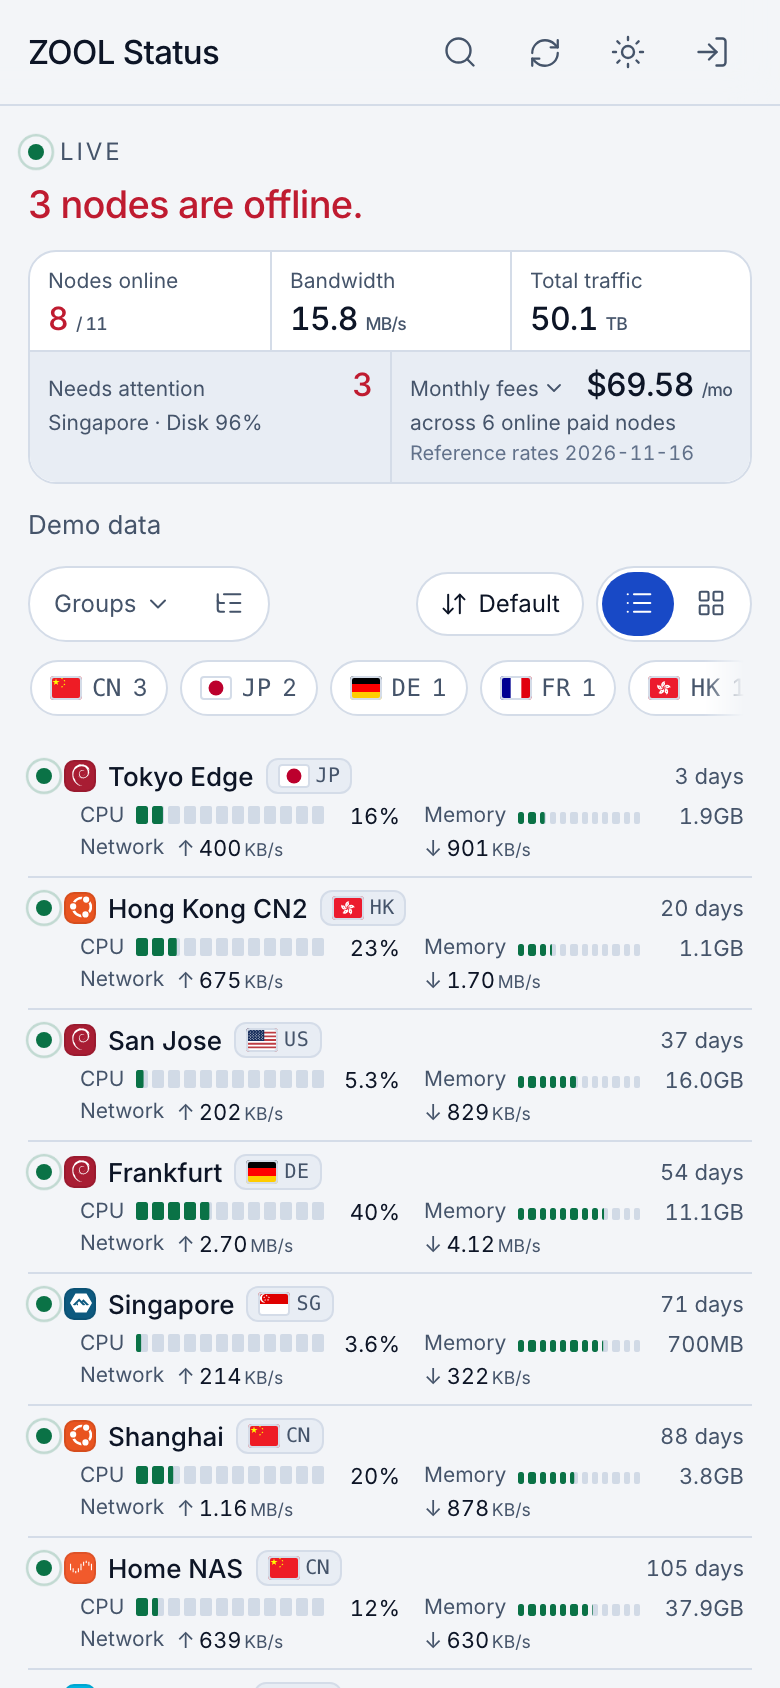 ZOOL Status
LIVE
3 nodes are offline.
Nodes online
8 / 11
Bandwidth
15.8 MB/s
Total traffic
50.1 TB
Needs attention 3
Singapore · Disk 96%
Monthly fees $69.58 /mo
across 6 online paid nodes
Reference rates 2026-11-16
Demo data
Groups
Default
CN 3
JP 2
DE 1
FR 1
HK 1
Tokyo Edge JP 3 days
CPU 16% Memory 1.9GB
Network ↑ 400 KB/s ↓ 901 KB/s
Hong Kong CN2 HK 20 days
CPU 23% Memory 1.1GB
Network ↑ 675 KB/s ↓ 1.70 MB/s
San Jose US 37 days
CPU 5.3% Memory 16.0GB
Network ↑ 202 KB/s ↓ 829 KB/s
Frankfurt DE 54 days
CPU 40% Memory 11.1GB
Network ↑ 2.70 MB/s ↓ 4.12 MB/s
Singapore SG 71 days
CPU 3.6% Memory 700MB
Network ↑ 214 KB/s ↓ 322 KB/s
Shanghai CN 88 days
CPU 20% Memory 3.8GB
Network ↑ 1.16 MB/s ↓ 878 KB/s
Home NAS CN 105 days
CPU 12% Memory 37.9GB
Network ↑ 639 KB/s ↓ 630 KB/s